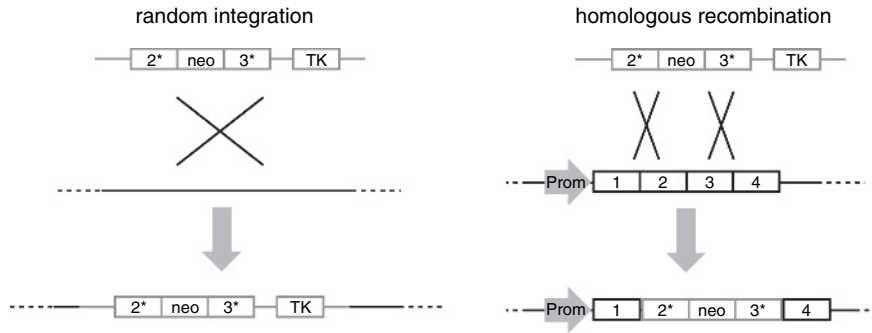 random integration
2* neo 3* TK
2* neo 3* TK
homologous recombination
2* neo 3* TK
Prom 1 2 3 4
Prom 1 2* neo 3* 4